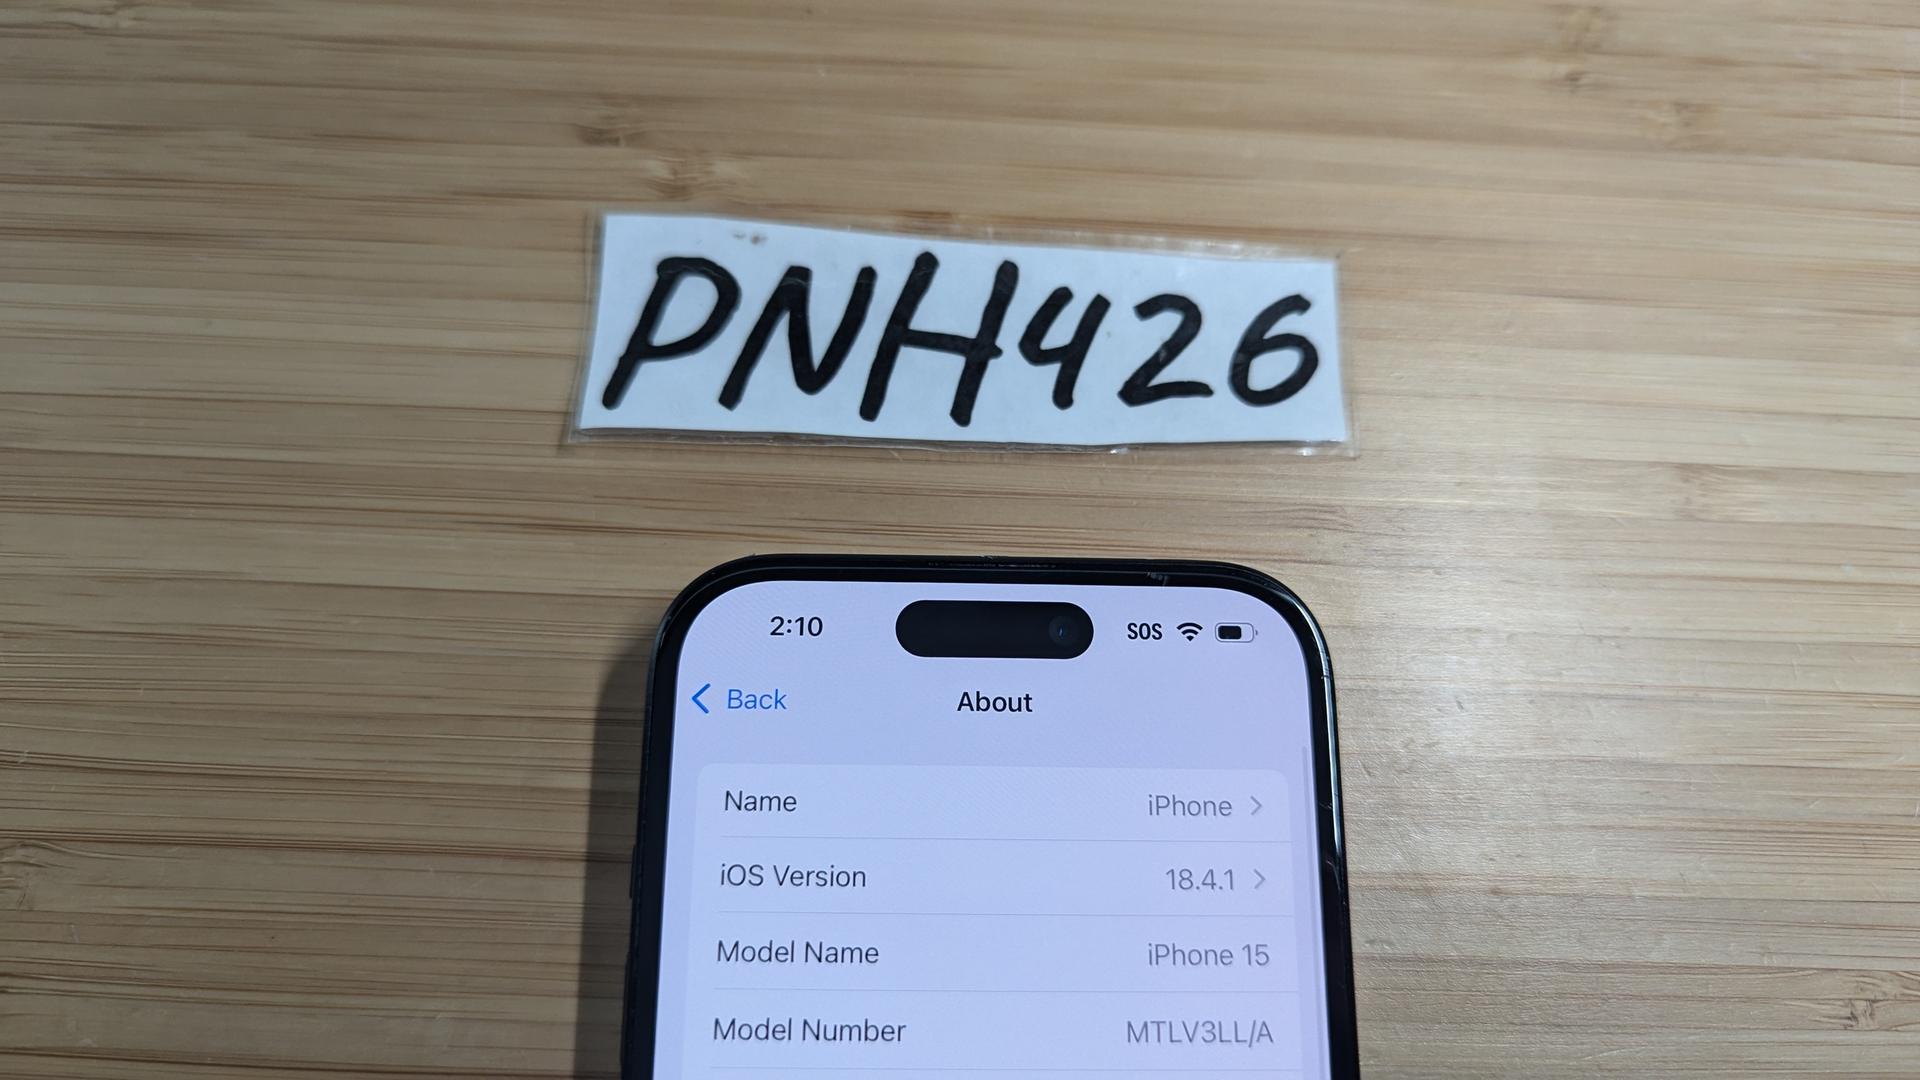 PNH426
2:10 SOS
Back About
Name iPhone
iOS Version 18.4.1
Model Name iPhone 15
Model Number MTLV3LL/A